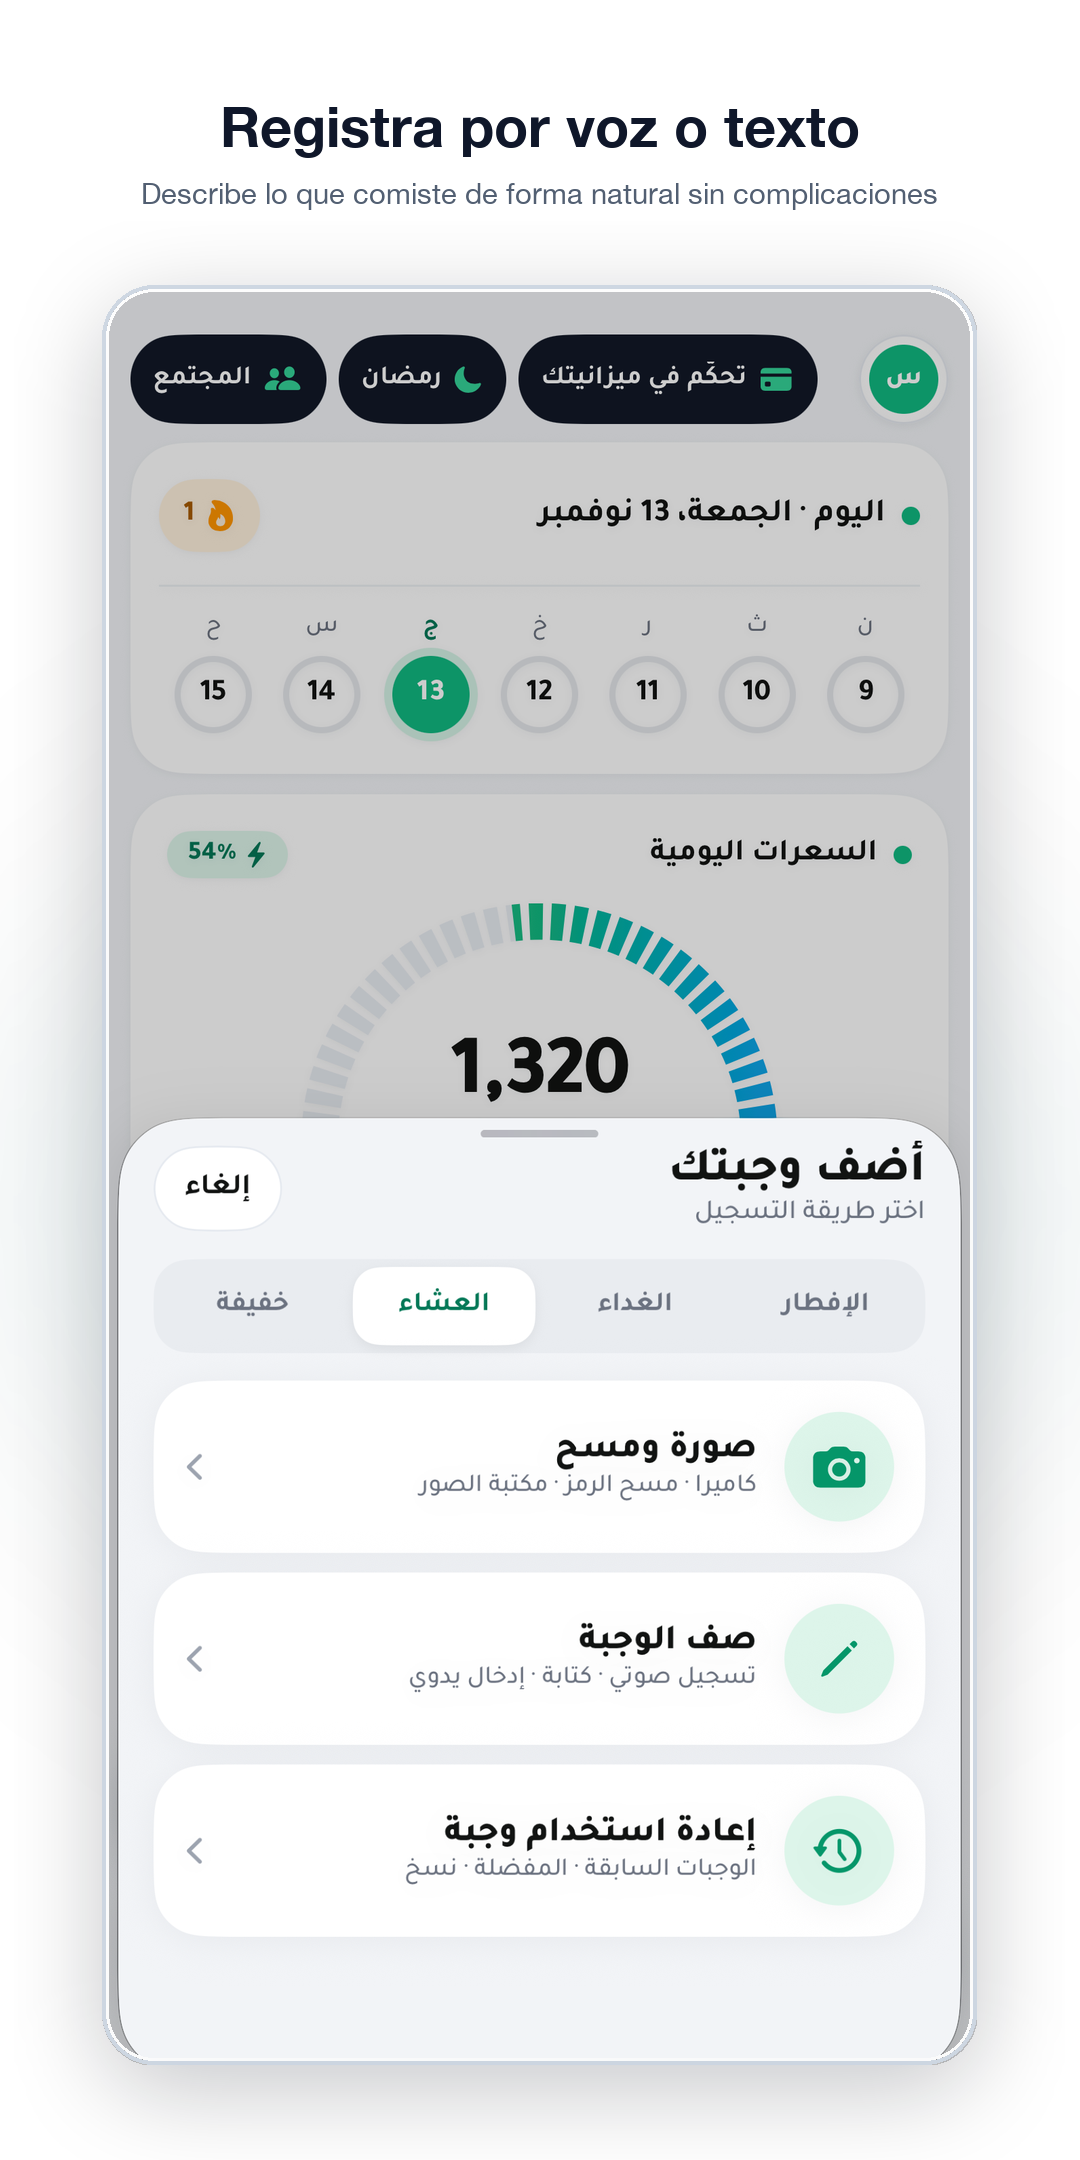 Registra por voz o texto
Describe lo que comiste de forma natural sin complicaciones
س
تحكّم في ميزانيتك
رمضان
المجتمع
اليوم · الجمعة، 13 نوفمبر
1
ن ث ر خ ج س ح
9 10 11 12 13 14 15
السعرات اليومية
54%
1,320
أضف وجبتك
إلغاء
اختر طريقة التسجيل
الإفطار الغداء العشاء خفيفة
صورة ومسح
كاميرا · مسح الرمز · مكتبة الصور
صف الوجبة
تسجيل صوتي · كتابة · إدخال يدوي
إعادة استخدام وجبة
الوجبات السابقة · المفضلة · نسخ